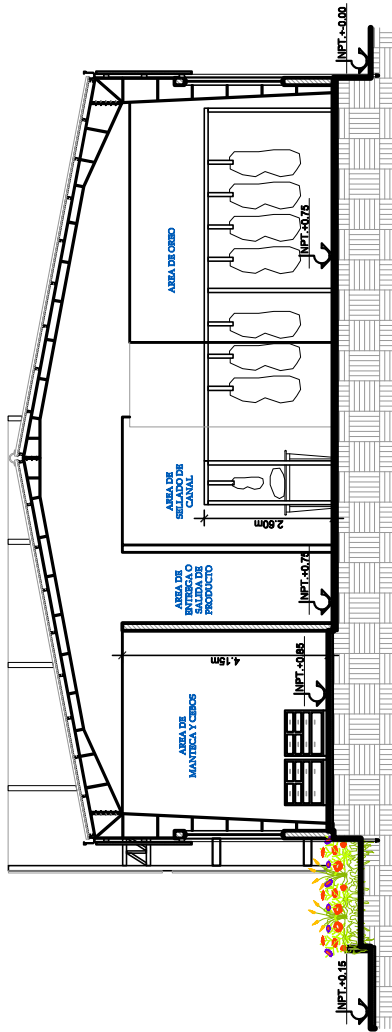 NPT.+-0.00
AREA DE OREO
NPT.+0.75
AREA DE
SELLADO DE
CANAL
2.60m
AREA DE
ENTREGA O
SALIDA DE
PRODUCTO
NPT.+0.75
4.15m
NPT.+0.85
AREA DE
MANTECA Y CEBOS
NPT.+0.15